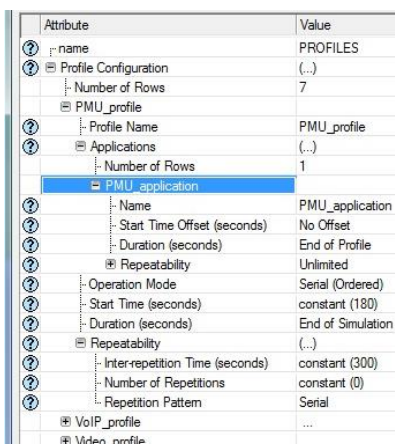 Attribute Value
name PROFILES
Profile Configuration (...)
Number of Rows 7
PMU_profile
Profile Name PMU_profile
Applications (...)
Number of Rows 1
PMU_application
Name PMU_application
Start Time Offset (seconds) No Offset
Duration (seconds) End of Profile
Repeatability Unlimited
Operation Mode Serial (Ordered)
Start Time (seconds) constant (180)
Duration (seconds) End of Simulation
Repeatability (...)
Inter-repetition Time (seconds) constant (300)
Number of Repetitions constant (0)
Repetition Pattern Serial
VoIP_profile ...
Video_profile